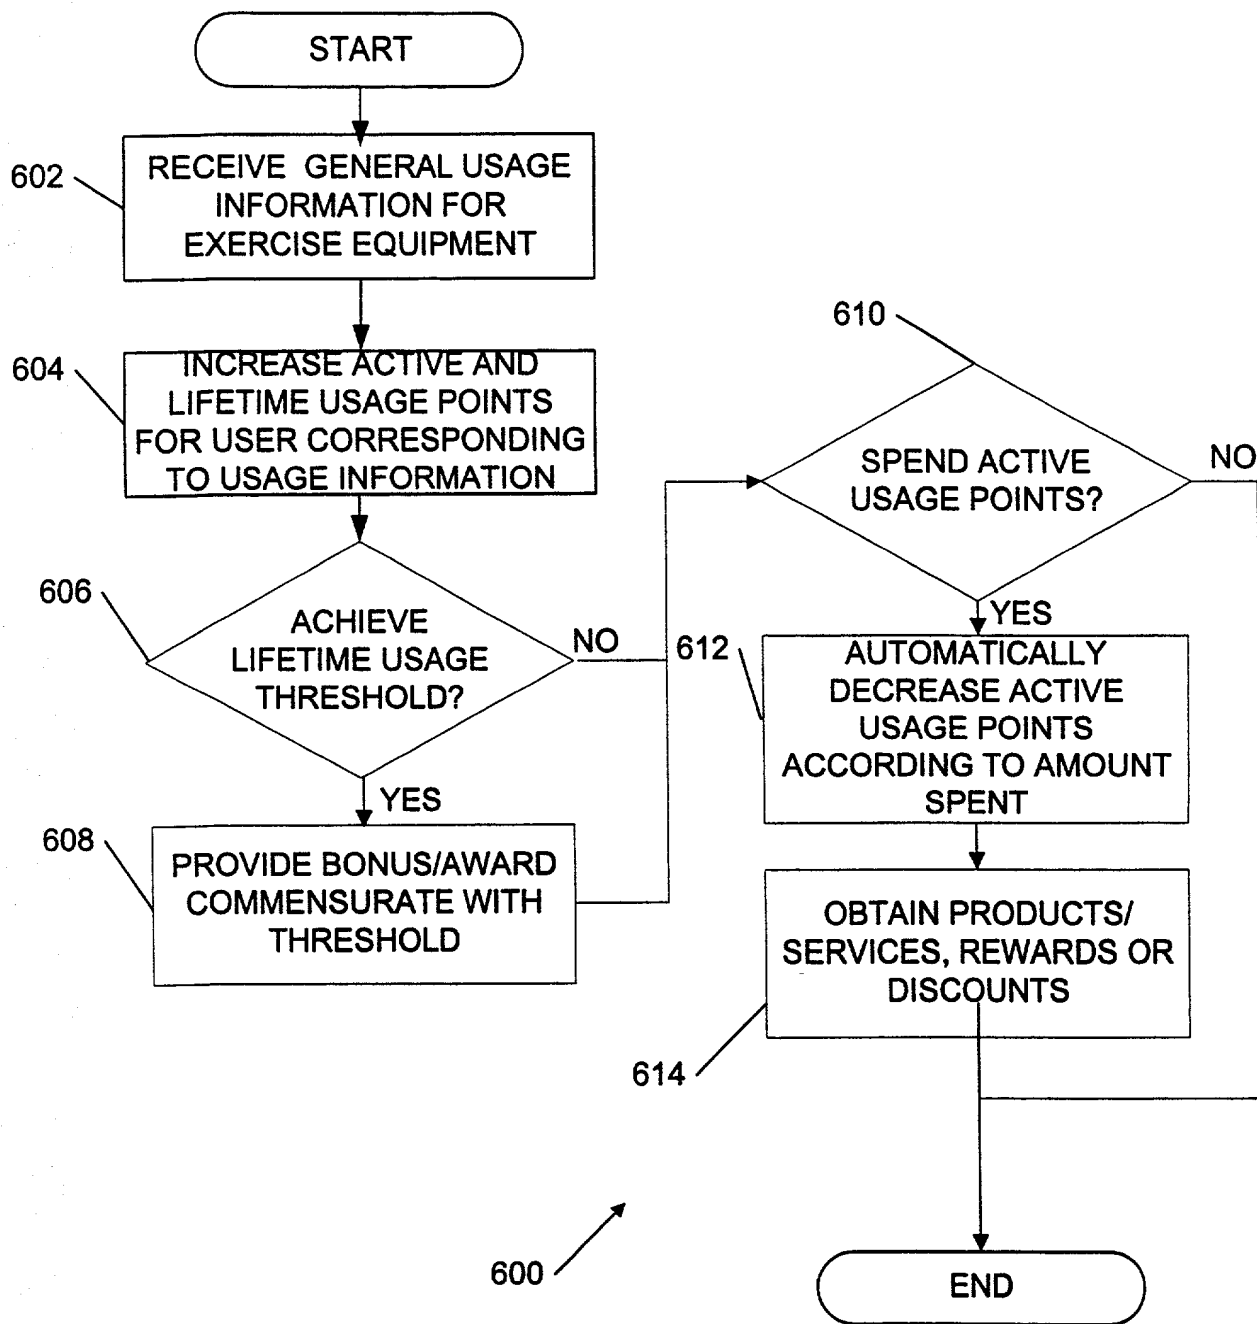 START
602
RECEIVE GENERAL USAGE
INFORMATION FOR
EXERCISE EQUIPMENT
604
INCREASE ACTIVE AND
LIFETIME USAGE POINTS
FOR USER CORRESPONDING
TO USAGE INFORMATION
606
ACHIEVE
LIFETIME USAGE
THRESHOLD?
NO
YES
608
PROVIDE BONUS/AWARD
COMMENSURATE WITH
THRESHOLD
610
SPEND ACTIVE
USAGE POINTS?
NO
YES
612
AUTOMATICALLY
DECREASE ACTIVE
USAGE POINTS
ACCORDING TO AMOUNT
SPENT
OBTAIN PRODUCTS/
SERVICES, REWARDS OR
DISCOUNTS
614
600
END